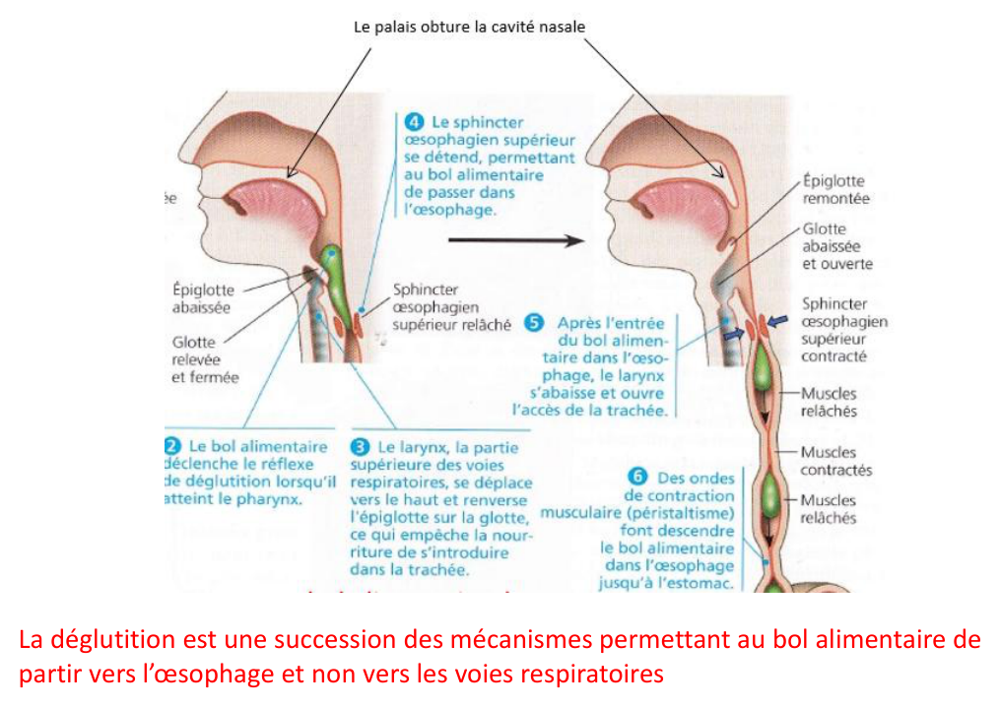 Le palais obture la cavité nasale
4 Le sphincter
œsophagien supérieur
se détend, permettant
au bol alimentaire
de passer dans
l'œsophage.
Épiglotte
abaissée
Glotte
relevée
et fermée
Sphincter
œsophagien
supérieur relâché
2 Le bol alimentaire
déclenche le réflexe
de déglutition lorsqu'il
atteint le pharynx.
3 Le larynx, la partie
supérieure des voies
respiratoires, se déplace
vers le haut et renverse
l'épiglotte sur la glotte,
ce qui empêche la nour-
riture de s'introduire
dans la trachée.
Épiglotte
remontée
Glotte
abaissée
et ouverte
Sphincter
œsophagien
supérieur
contracté
5 Après l'entrée
du bol alimen-
taire dans l'œso-
phage, le larynx
s'abaisse et ouvre
l'accès de la trachée.
Muscles
relâchés
Muscles
contractés
Muscles
relâchés
6 Des ondes
de contraction
musculaire (péristaltisme)
font descendre
le bol alimentaire
dans l'œsophage
jusqu'à l'estomac.
La déglutition est une succession des mécanismes permettant au bol alimentaire de
partir vers l'œsophage et non vers les voies respiratoires